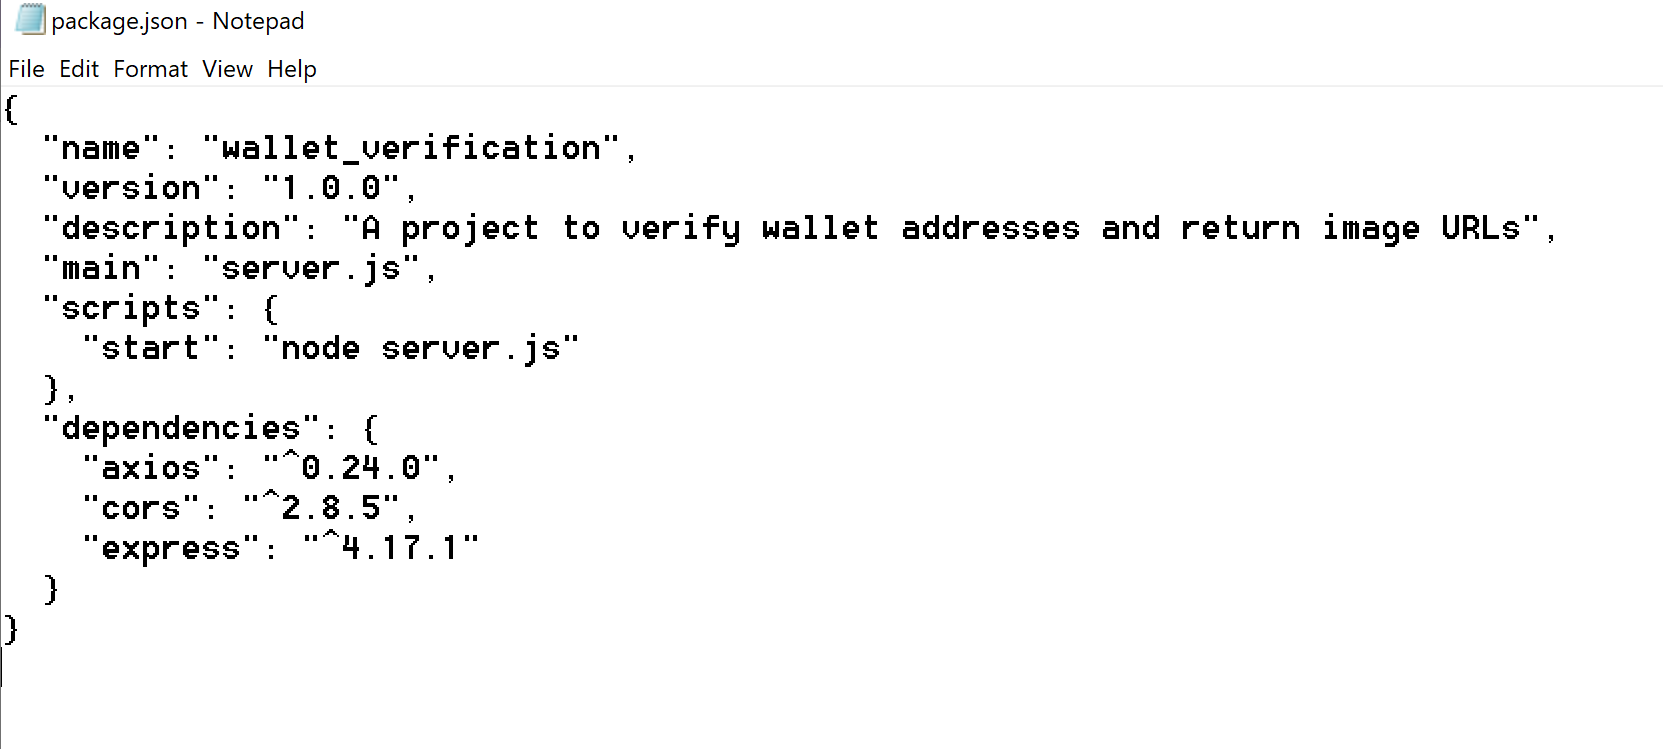 package.json - Notepad
File Edit Format View Help
{
  "name": "wallet_verification",
  "version": "1.0.0",
  "description": "A project to verify wallet addresses and return image URLs",
  "main": "server.js",
  "scripts": {
    "start": "node server.js"
  },
  "dependencies": {
    "axios": "^0.24.0",
    "cors": "^2.8.5",
    "express": "^4.17.1"
  }
}